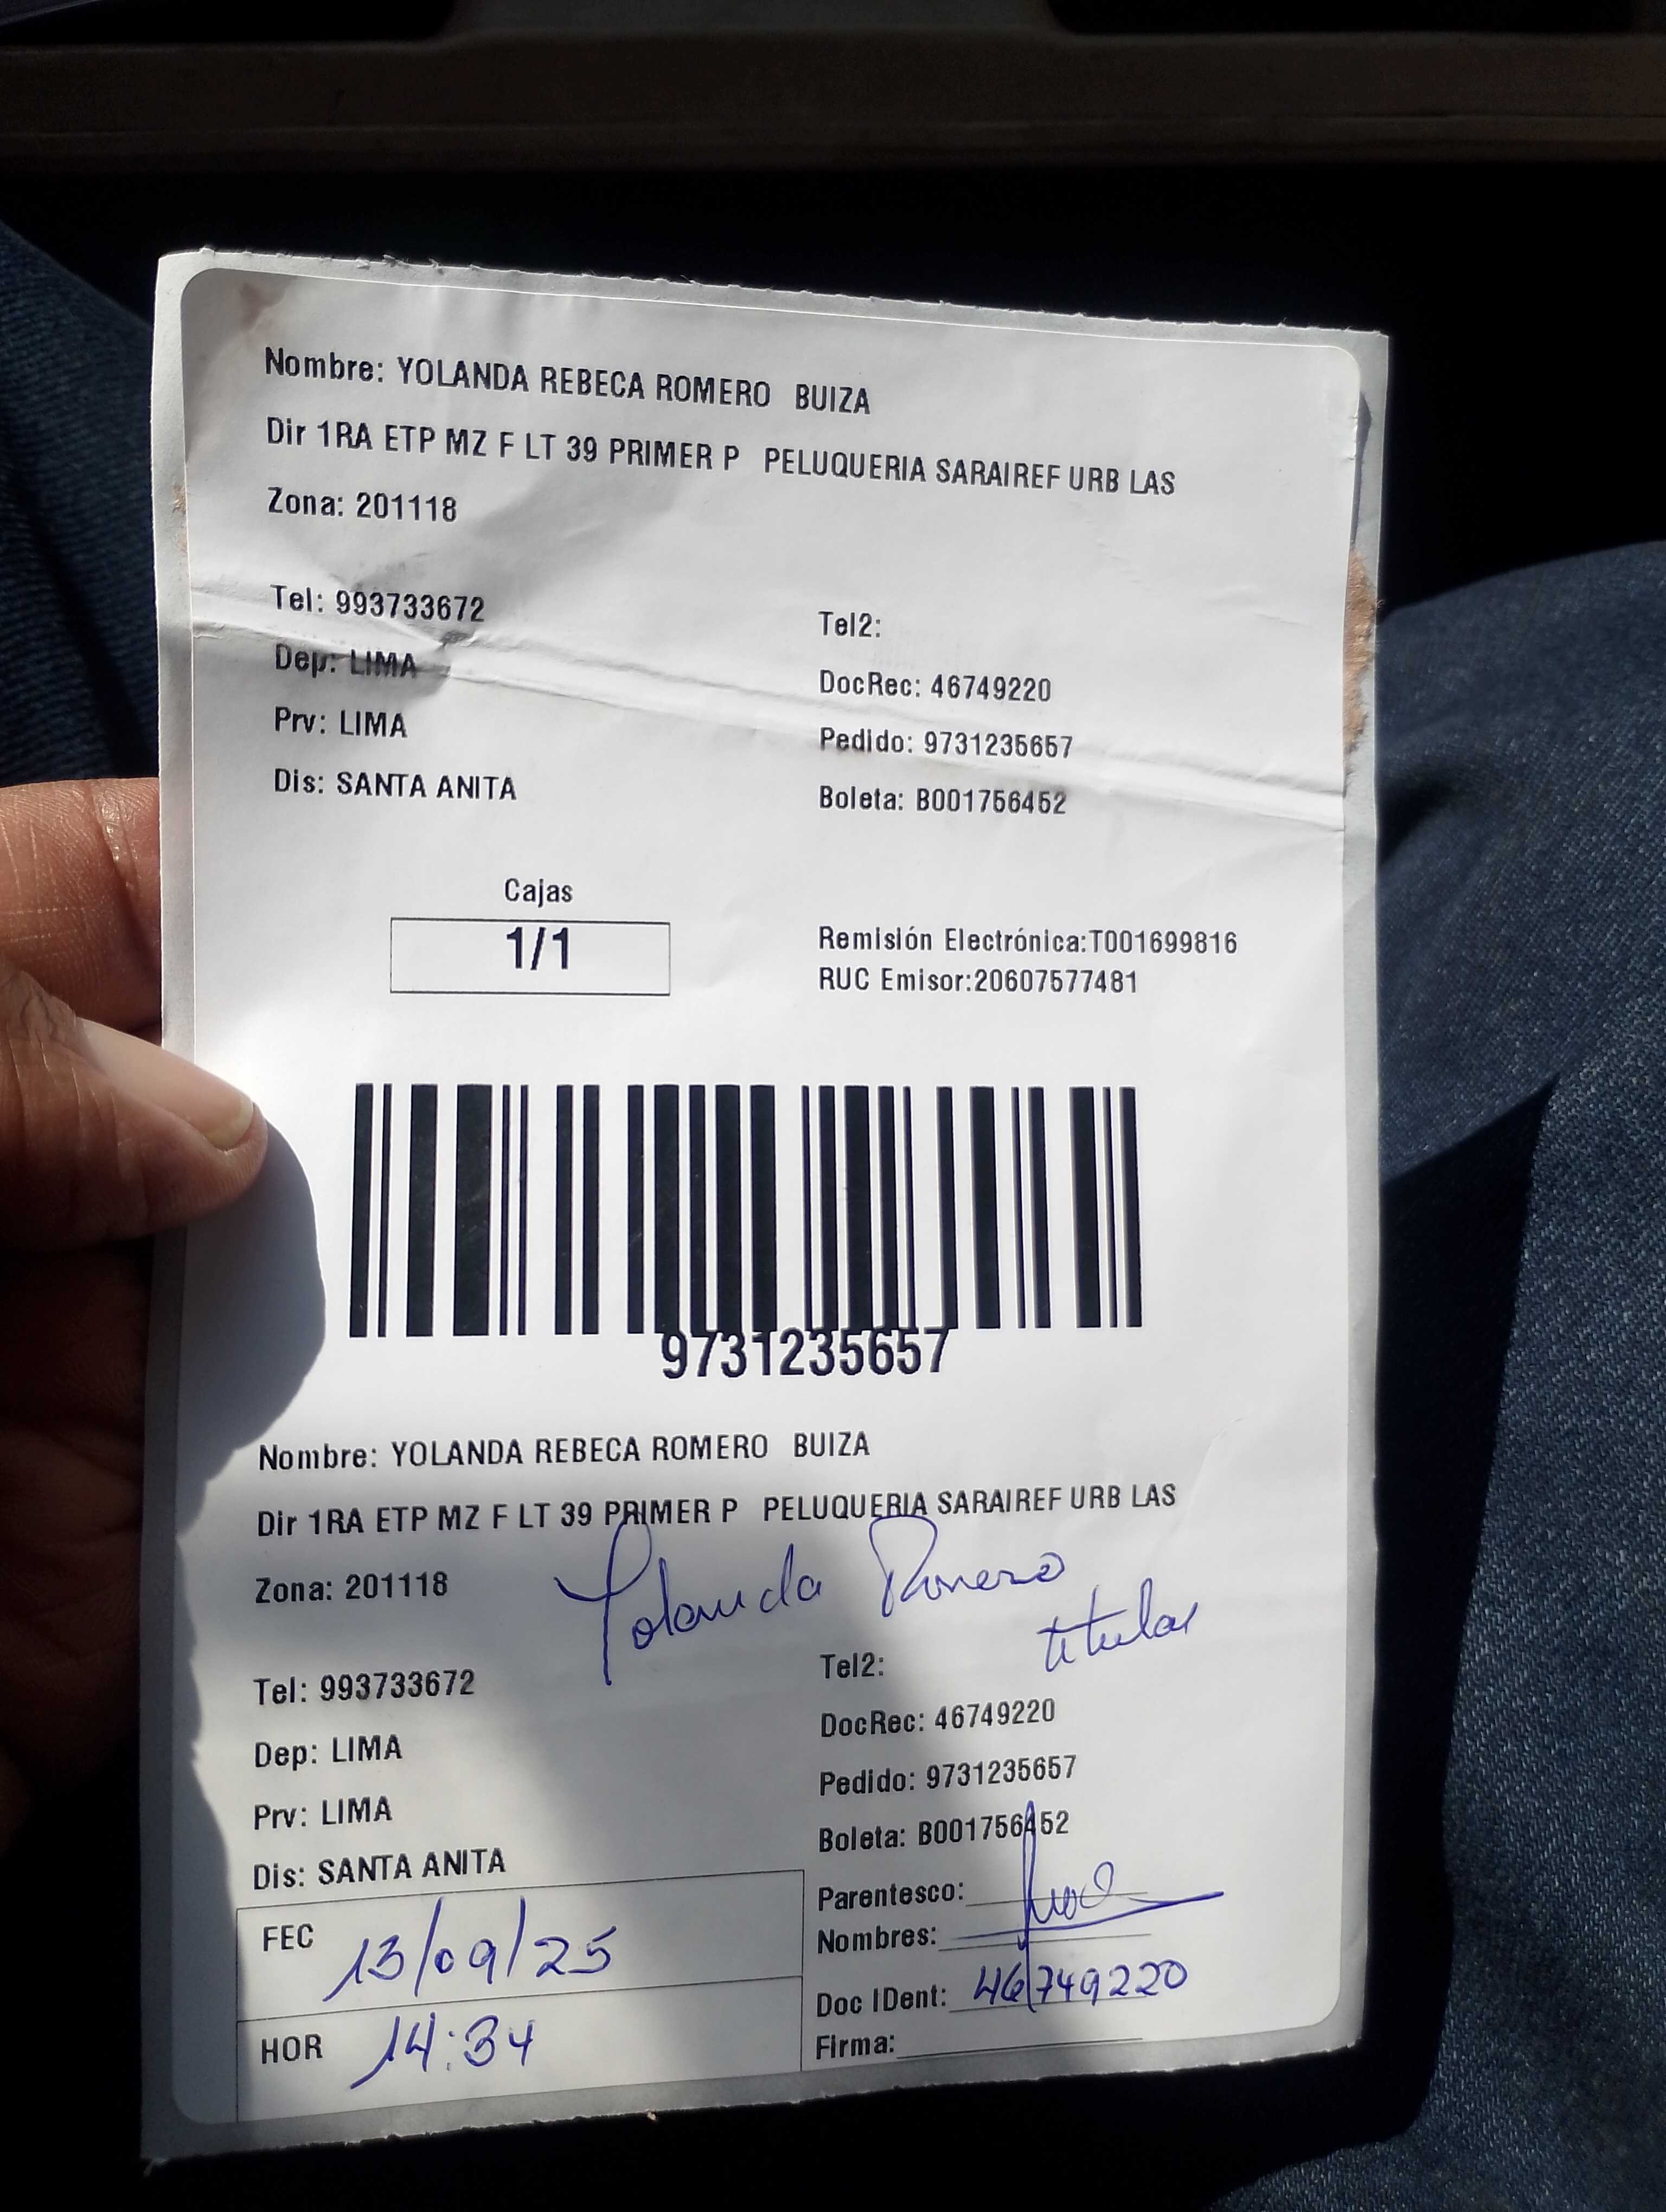 Nombre: YOLANDA REBECA ROMERO BUIZA
Dir 1RA ETP MZ F LT 39 PRIMER P PELUQUERIA SARAIREF URB LAS
Zona: 201118
Tel: 993733672
Tel2:
Dep: LIMA
DocRec: 46749220
Prv: LIMA
Pedido: 9731235657
Dis: SANTA ANITA
Boleta: B001756452
Cajas
1/1
Remisión Electrónica:T001699816
RUC Emisor:20607577481
9731235657
Nombre: YOLANDA REBECA ROMERO BUIZA
Dir 1RA ETP MZ F LT 39 PRIMER P PELUQUERIA SARAIREF URB LAS
Zona: 201118
Yolanda Romero
titular
Tel: 993733672
Tel2:
Dep: LIMA
DocRec: 46749220
Prv: LIMA
Pedido: 9731235657
Dis: SANTA ANITA
Boleta: B001756452
FEC 13/09/25
Parentesco:
Nombres:
HOR 14:34
Doc IDent: 46749220
Firma: